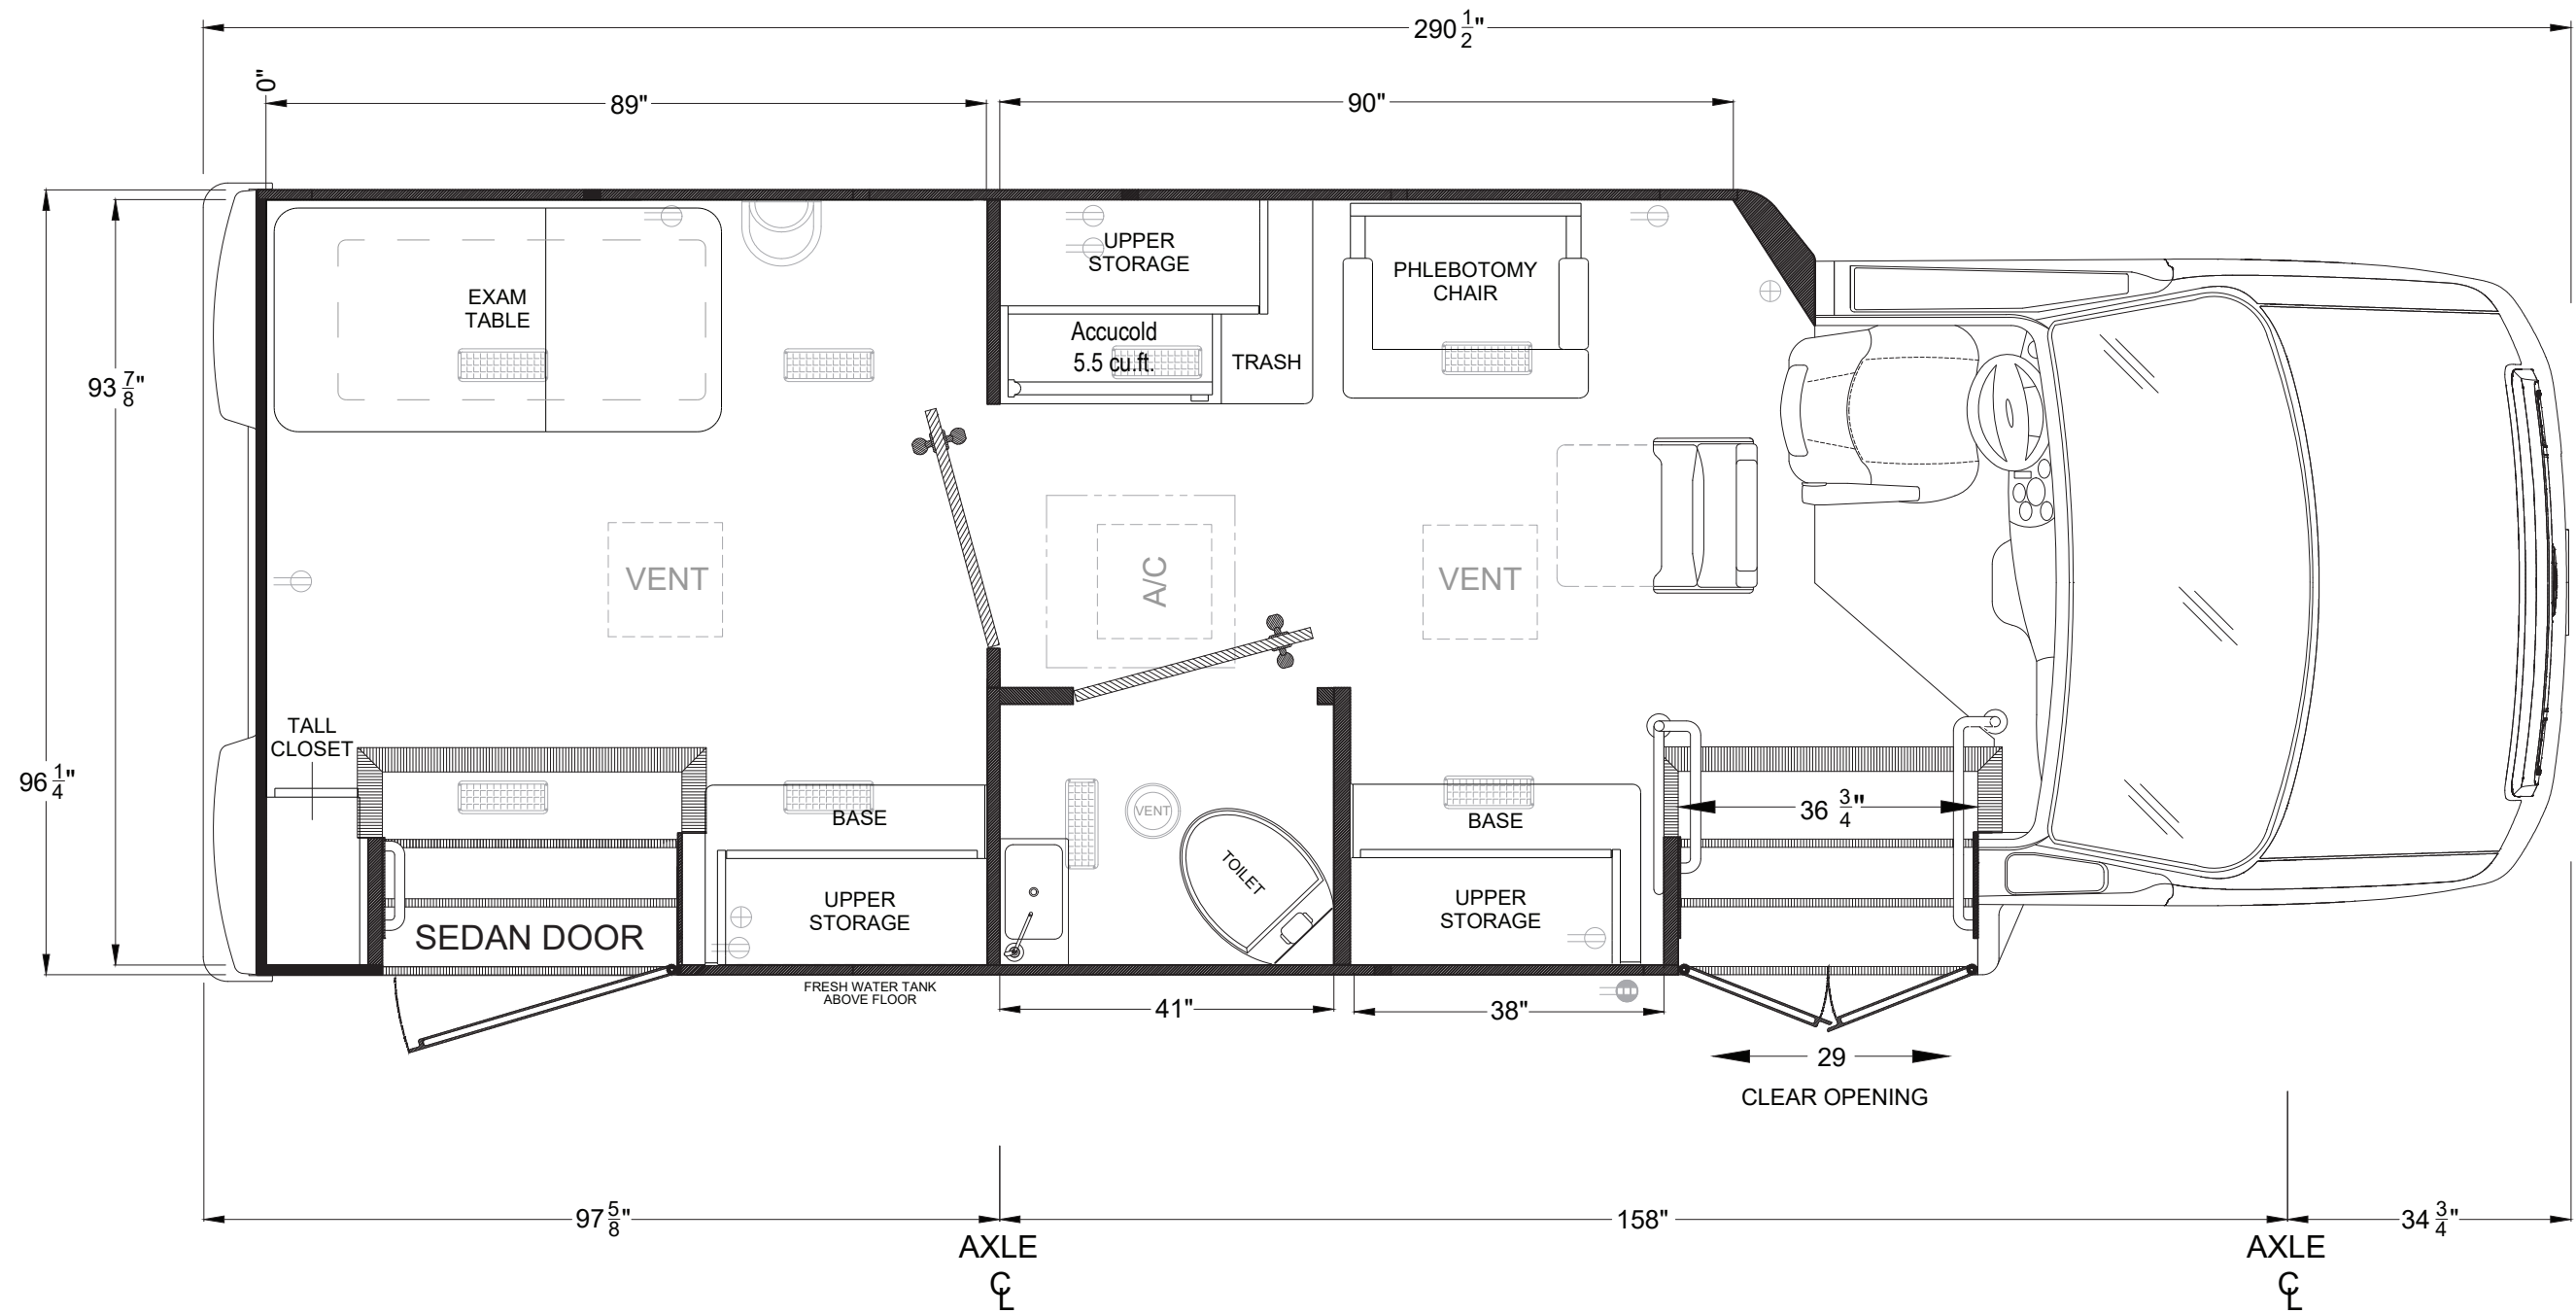 290 1/2"
0"
89"
90"
93 7/8"
96 1/4"
EXAM
TABLE
UPPER
STORAGE
Accucold
5.5 cu.ft.
TRASH
PHLEBOTOMY
CHAIR
VENT
A/C
VENT
TALL
CLOSET
BASE
UPPER
STORAGE
SEDAN DOOR
VENT
TOILET
BASE
UPPER
STORAGE
36 3/4"
FRESH WATER TANK
ABOVE FLOOR
41"
38"
29
CLEAR OPENING
97 5/8"
158"
34 3/4"
AXLE
℄
AXLE
℄